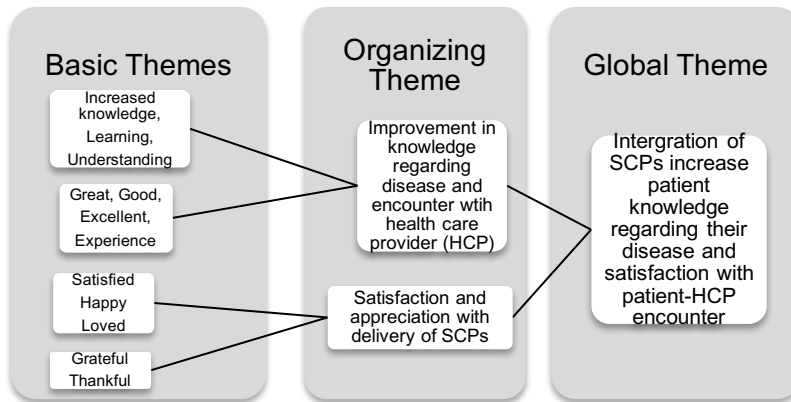 Basic Themes
Increased
knowledge,
Learning,
Understanding
Great, Good,
Excellent,
Experience
Satisfied
Happy
Loved
Grateful
Thankful
Organizing
Theme
Improvement in
knowledge
regarding
disease and
encounter wtih
health care
provider (HCP)
Satisfaction and
appreciation with
delivery of SCPs
Global Theme
Intergration of
SCPs increase
patient
knowledge
regarding their
disease and
satisfaction with
patient-HCP
encounter